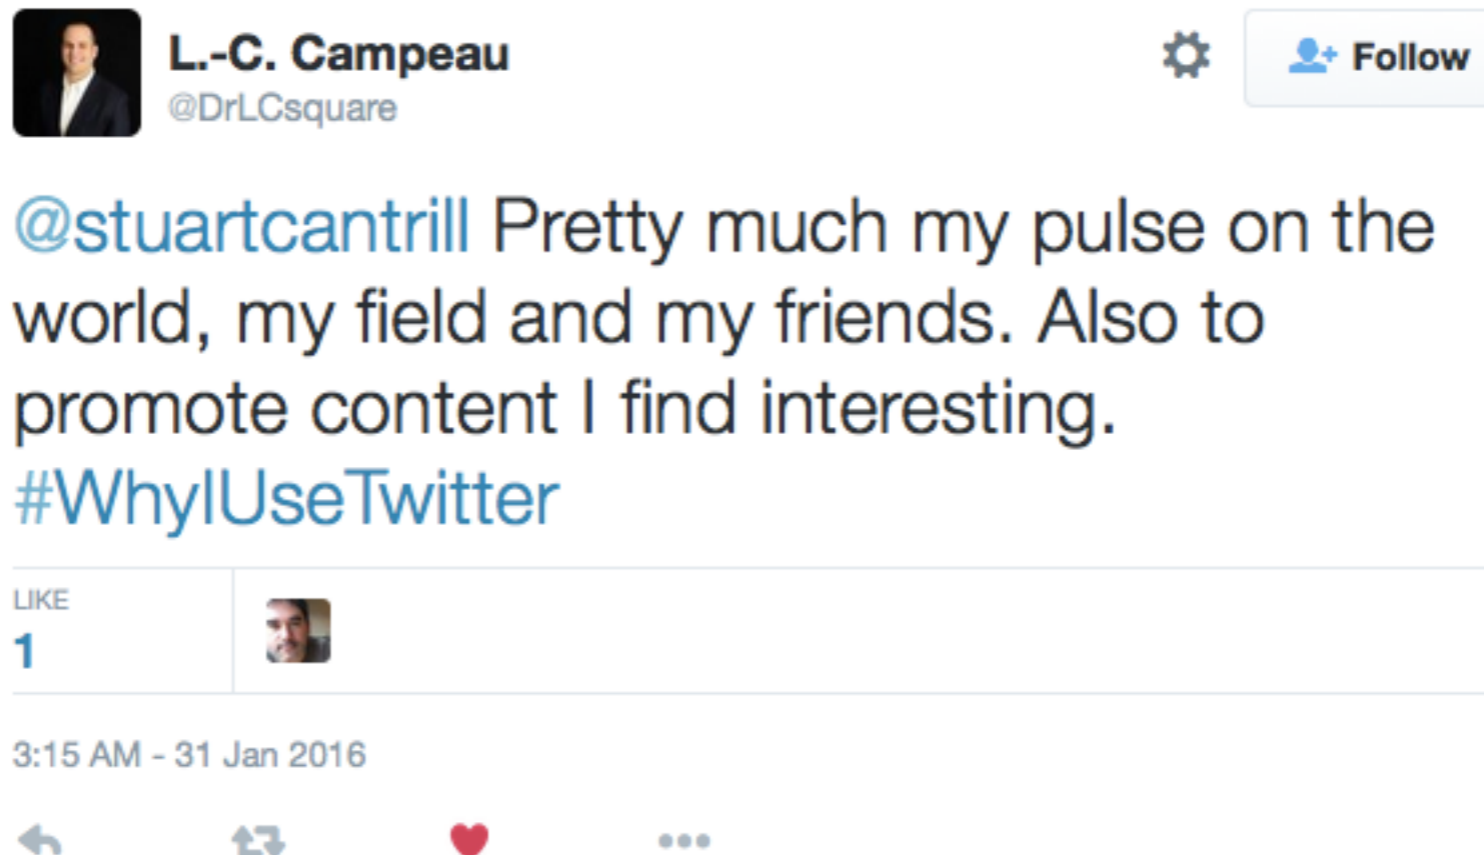 L.-C. Campeau
@DrLCsquare
Follow
@stuartcantrill Pretty much my pulse on the
world, my field and my friends. Also to
promote content I find interesting.
#WhyIUseTwitter
LIKE
1
3:15 AM - 31 Jan 2016